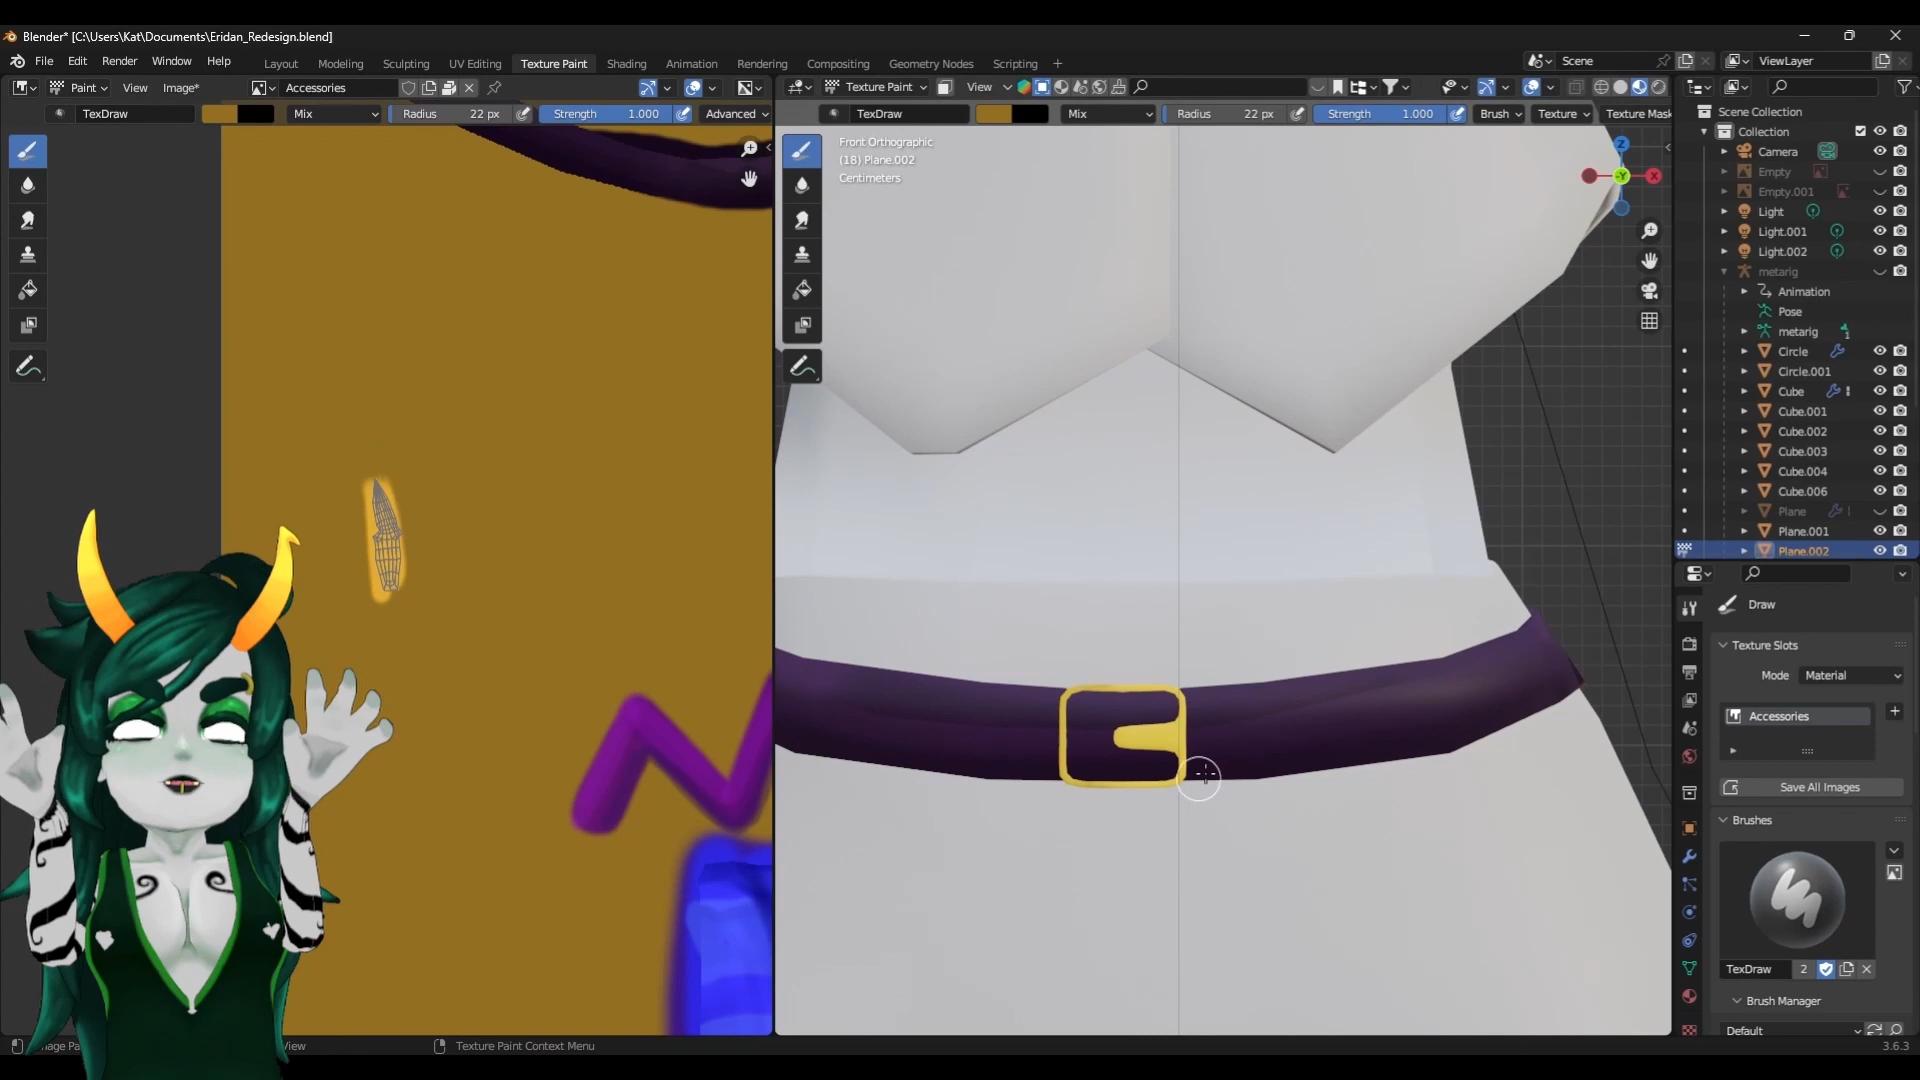 Blender* [C:\Users\Kat\Documents\Eridan_Redesign.blend]
File Edit Render Window Help Layout Modeling Sculpting UV Editing Texture Paint Shading Animation Rendering Compositing Geometry Nodes Scripting + Scene ViewLayer
Paint View Image* Accessories Texture Paint View
TexDraw Mix Radius 22 px Strength 1.000 Advanced TexDraw Mix Radius 22 px Strength 1.000 Brush Texture Texture Mask
Front Orthographic
(18) Plane.002
Centimeters
Z
-Y
X
Scene Collection
Collection
Camera
Empty
Empty.001
Light
Light.001
Light.002
metarig
Animation
Pose
metarig
Circle
Circle.001
Cube
Cube.001
Cube.002
Cube.003
Cube.004
Cube.006
Plane
Plane.001
Plane.002
Draw
Texture Slots
Mode Material
Accessories
Save All Images
Brushes
TexDraw 2
Brush Manager
Default
Image Pa View Texture Paint Context Menu 3.6.3